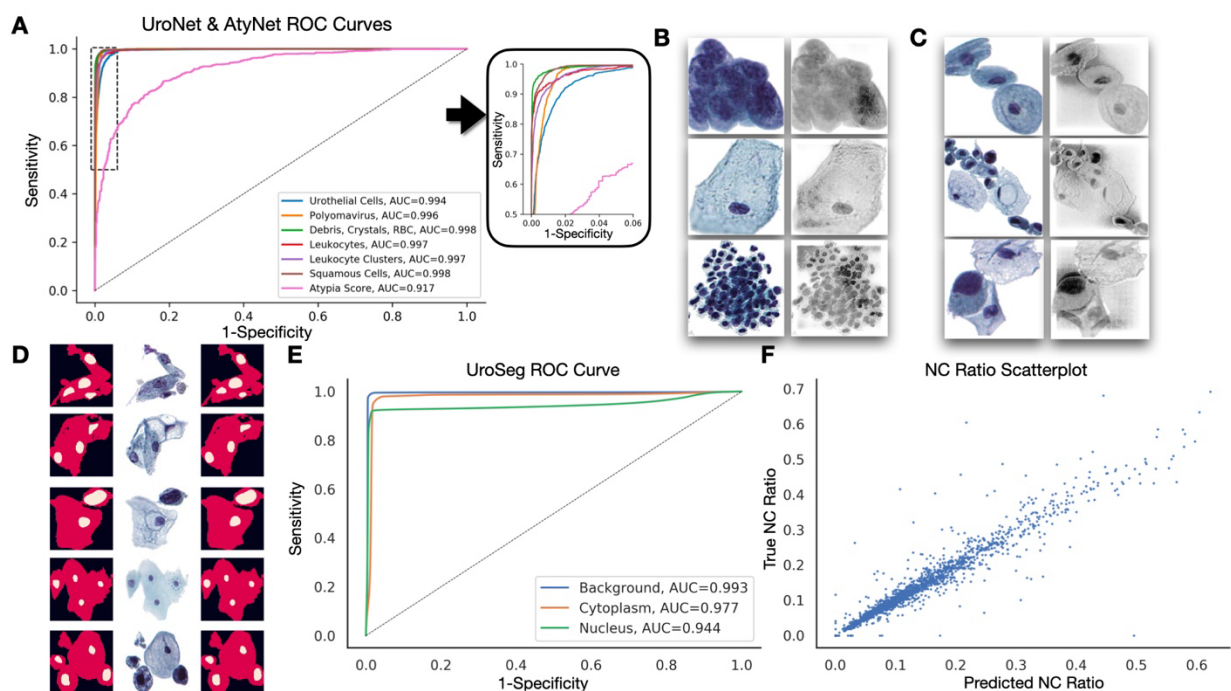 A
UroNet & AtyNet ROC Curves
1.0
0.8
0.6
0.4
0.2
0.0
Sensitivity
0.0 0.2 0.4 0.6 0.8 1.0
1-Specificity
Urothelial Cells, AUC=0.994
Polyomavirus, AUC=0.996
Debris, Crystals, RBC, AUC=0.998
Leukocytes, AUC=0.997
Leukocyte Clusters, AUC=0.997
Squamous Cells, AUC=0.998
Atypia Score, AUC=0.917
1.0
0.9
0.8
0.7
0.6
0.5
Sensitivity
0.00 0.02 0.04 0.06
1-Specificity
B
C
D
E
UroSeg ROC Curve
1.0
0.8
0.6
0.4
0.2
0.0
Sensitivity
0.0 0.2 0.4 0.6 0.8 1.0
1-Specificity
Background, AUC=0.993
Cytoplasm, AUC=0.977
Nucleus, AUC=0.944
F
NC Ratio Scatterplot
0.7
0.6
0.5
0.4
0.3
0.2
0.1
0.0
True NC Ratio
0.0 0.1 0.2 0.3 0.4 0.5 0.6
Predicted NC Ratio